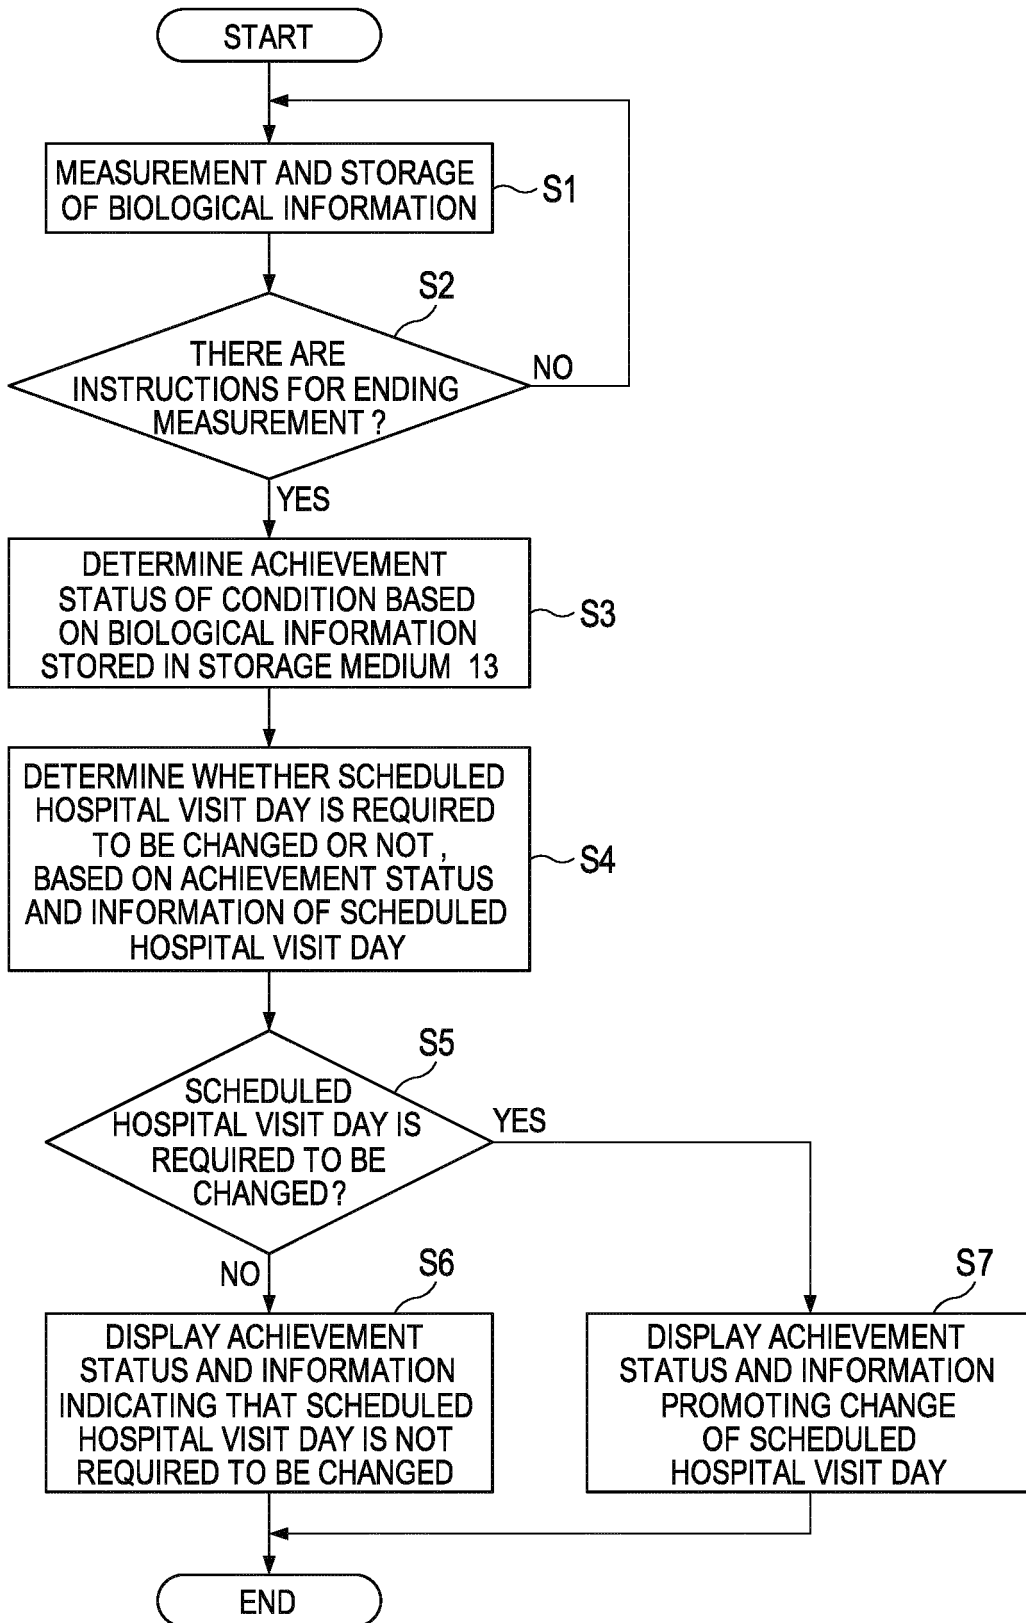 START
MEASUREMENT AND STORAGE
OF BIOLOGICAL INFORMATION
S1
S2
THERE ARE
INSTRUCTIONS FOR ENDING
MEASUREMENT ?
NO
YES
DETERMINE ACHIEVEMENT
STATUS OF CONDITION BASED
ON BIOLOGICAL INFORMATION
STORED IN STORAGE MEDIUM 13
S3
DETERMINE WHETHER SCHEDULED
HOSPITAL VISIT DAY IS REQUIRED
TO BE CHANGED OR NOT ,
BASED ON ACHIEVEMENT STATUS
AND INFORMATION OF SCHEDULED
HOSPITAL VISIT DAY
S4
S5
SCHEDULED
HOSPITAL VISIT DAY IS
REQUIRED TO BE
CHANGED ?
YES
NO
S6
DISPLAY ACHIEVEMENT
STATUS AND INFORMATION
INDICATING THAT SCHEDULED
HOSPITAL VISIT DAY IS NOT
REQUIRED TO BE CHANGED
S7
DISPLAY ACHIEVEMENT
STATUS AND INFORMATION
PROMOTING CHANGE
OF SCHEDULED
HOSPITAL VISIT DAY
END